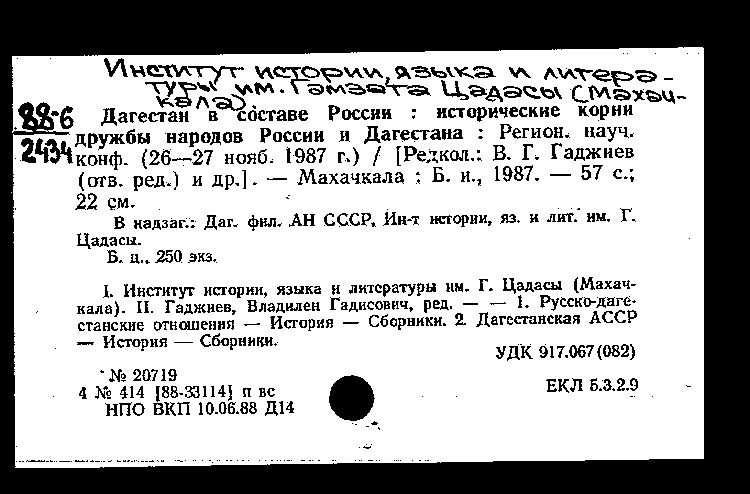 Институт истории, языка и литера-
туры им. Гамзата Цадасы (Махач-
кала).
88-6
2434
Дагестан в составе России : исторические корни
дружбы народов России и Дагестана : Регион. науч.
конф. (26—27 нояб. 1987 г.) / [Редкол.: В. Г. Гаджиев
(отв. ред.) и др.]. — Махачкала : Б. и., 1987. — 57 с.;
22 см.
В надзаг.: Даг. фил. АН СССР, Ин-т истории, яз. и лит. им. Г.
Цадасы.
Б. ц., 250 экз.
I. Институт истории, языка и литературы им. Г. Цадасы (Махач-
кала). II. Гаджиев, Владилен Гадисович, ред. — — 1. Русско-даге-
станские отношения — История — Сборники. 2. Дагестанская АССР
— История — Сборники.
УДК 917.067(082)
№ 20719
4 № 414 [88-33114] п вс
ЕКЛ 5.3.2.9
НПО ВКП 10.06.88 Д14